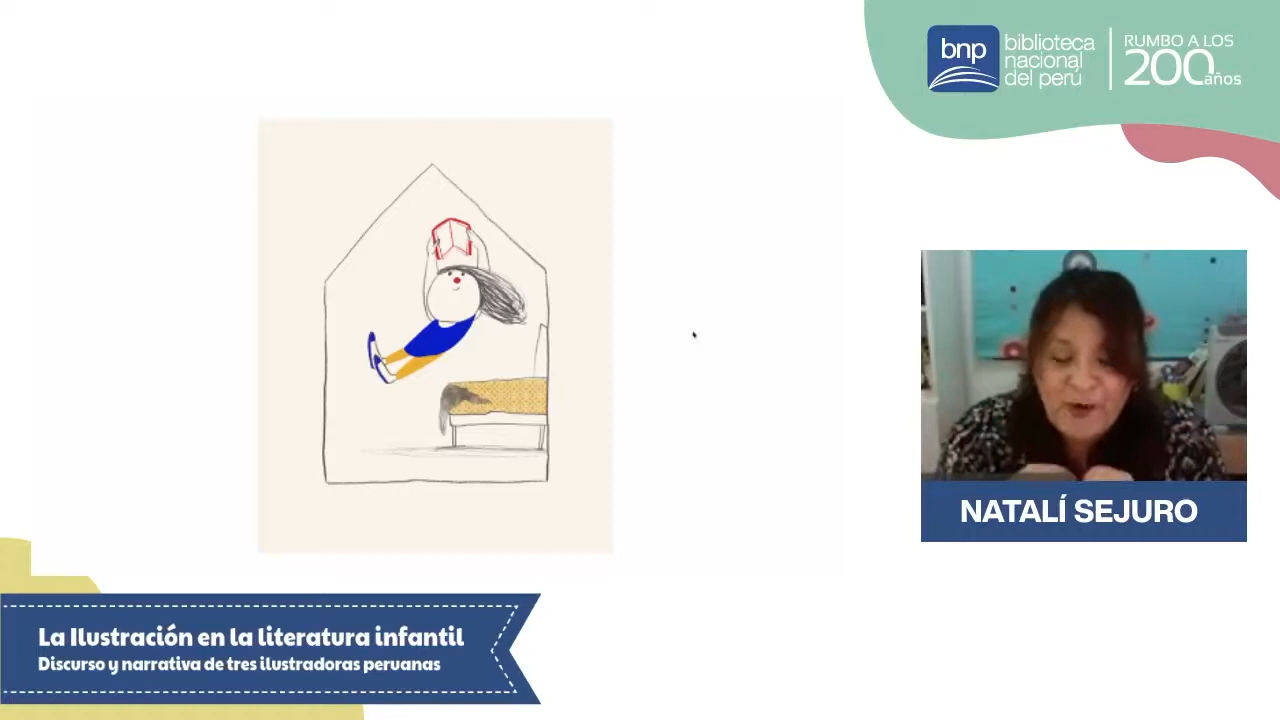 bnp
biblioteca
nacional
del perú
RUMBO A LOS
200 años
NATALÍ SEJURO
La Ilustración en la literatura infantil
Discurso y narrativa de tres ilustradoras peruanas